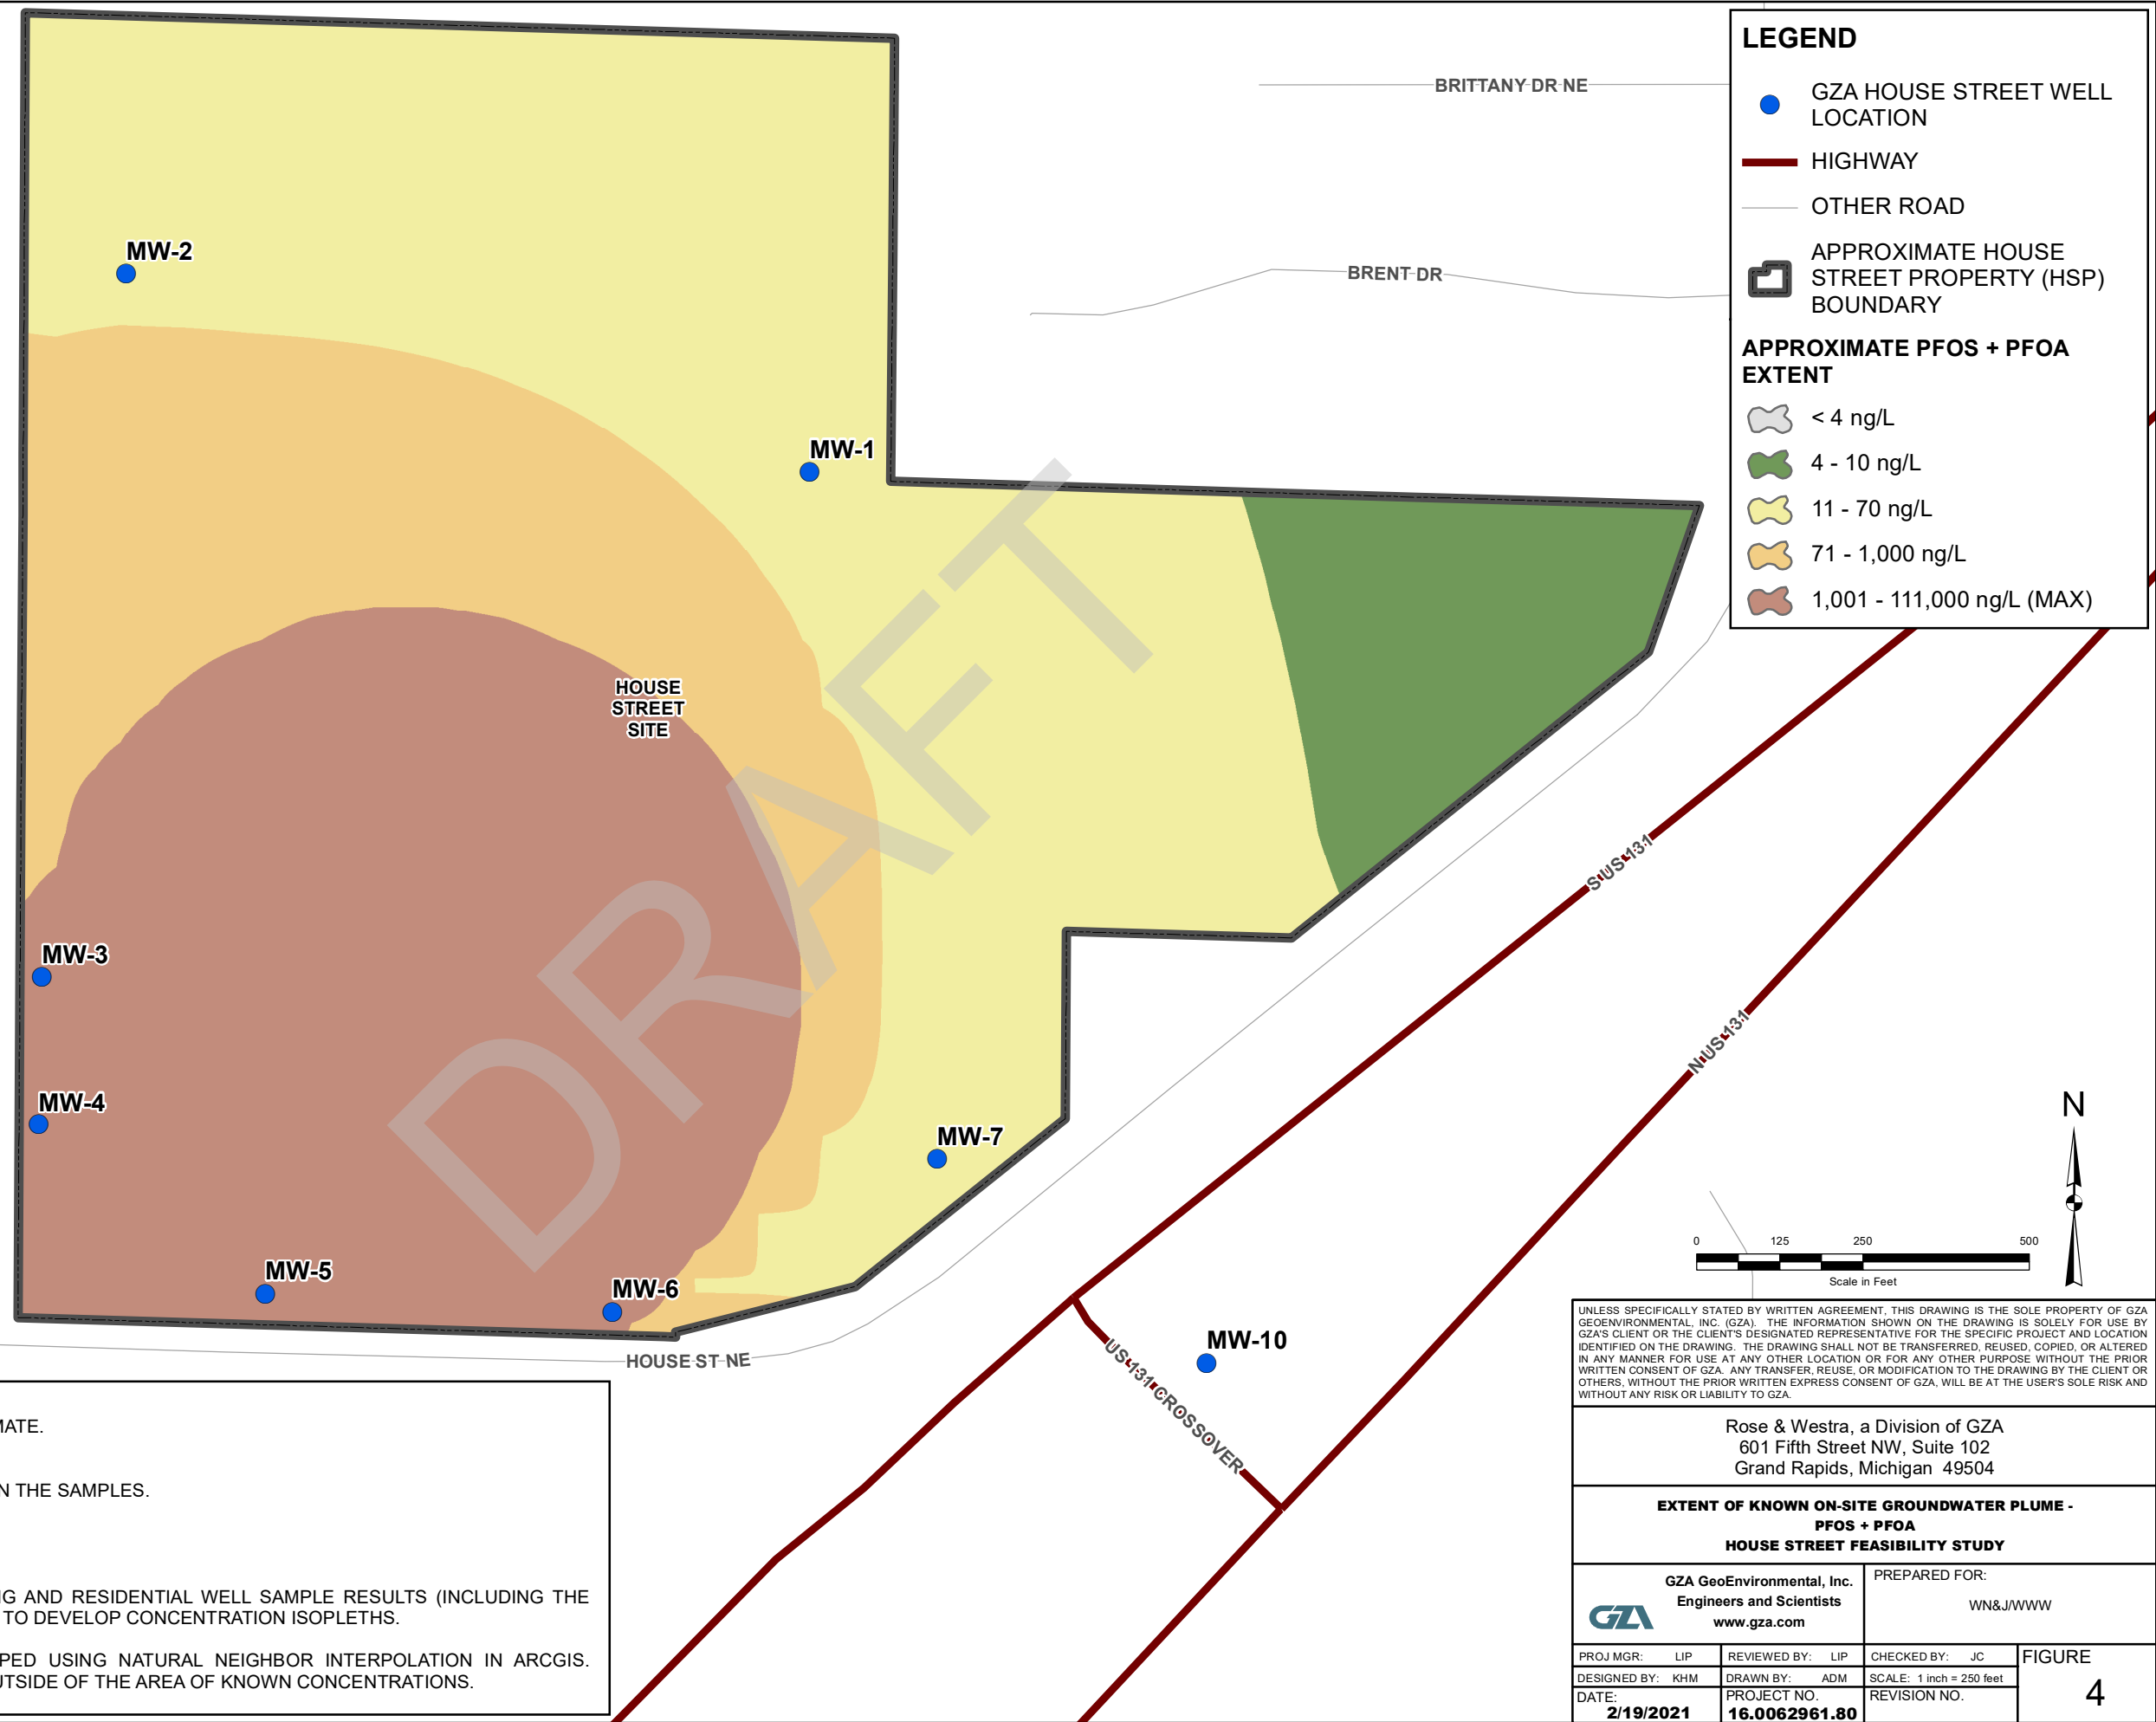 LEGEND
GZA HOUSE STREET WELL
LOCATION
HIGHWAY
OTHER ROAD
APPROXIMATE HOUSE
STREET PROPERTY (HSP)
BOUNDARY
APPROXIMATE PFOS + PFOA
EXTENT
< 4 ng/L
4 - 10 ng/L
11 - 70 ng/L
71 - 1,000 ng/L
1,001 - 111,000 ng/L (MAX)
BRITTANY DR NE
BRENT DR
MW-2
MW-1
HOUSE
STREET
SITE
DRAFT
S US 131
MW-3
N US 131
MW-4
MW-7
MW-5
MW-6
MW-10
HOUSE ST NE
US 131 CROSSOVER
N
0 125 250 500
Scale in Feet
MATE.
N THE SAMPLES.
NG AND RESIDENTIAL WELL SAMPLE RESULTS (INCLUDING THE
TO DEVELOP CONCENTRATION ISOPLETHS.
PED USING NATURAL NEIGHBOR INTERPOLATION IN ARCGIS.
UTSIDE OF THE AREA OF KNOWN CONCENTRATIONS.
UNLESS SPECIFICALLY STATED BY WRITTEN AGREEMENT, THIS DRAWING IS THE SOLE PROPERTY OF GZA
GEOENVIRONMENTAL, INC. (GZA). THE INFORMATION SHOWN ON THE DRAWING IS SOLELY FOR USE BY
GZA'S CLIENT OR THE CLIENT'S DESIGNATED REPRESENTATIVE FOR THE SPECIFIC PROJECT AND LOCATION
IDENTIFIED ON THE DRAWING. THE DRAWING SHALL NOT BE TRANSFERRED, REUSED, COPIED, OR ALTERED
IN ANY MANNER FOR USE AT ANY OTHER LOCATION OR FOR ANY OTHER PURPOSE WITHOUT THE PRIOR
WRITTEN CONSENT OF GZA. ANY TRANSFER, REUSE, OR MODIFICATION TO THE DRAWING BY THE CLIENT OR
OTHERS, WITHOUT THE PRIOR WRITTEN EXPRESS CONSENT OF GZA, WILL BE AT THE USER'S SOLE RISK AND
WITHOUT ANY RISK OR LIABILITY TO GZA.
Rose & Westra, a Division of GZA
601 Fifth Street NW, Suite 102
Grand Rapids, Michigan 49504
EXTENT OF KNOWN ON-SITE GROUNDWATER PLUME -
PFOS + PFOA
HOUSE STREET FEASIBILITY STUDY
GZA
GZA GeoEnvironmental, Inc.
Engineers and Scientists
www.gza.com
PREPARED FOR:
WN&J/WWW
PROJ MGR: LIP REVIEWED BY: LIP CHECKED BY: JC
DESIGNED BY: KHM DRAWN BY: ADM SCALE: 1 inch = 250 feet
DATE: PROJECT NO. REVISION NO.
2/19/2021 16.0062961.80
FIGURE
4